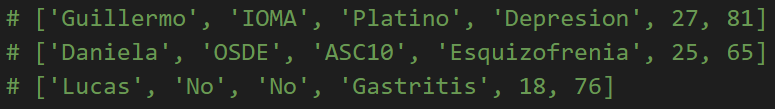 # ['Guillermo', 'IOMA', 'Platino', 'Depresion', 27, 81]
# ['Daniela', 'OSDE', 'ASC10', 'Esquizofrenia', 25, 65]
# ['Lucas', 'No', 'No', 'Gastritis', 18, 76]